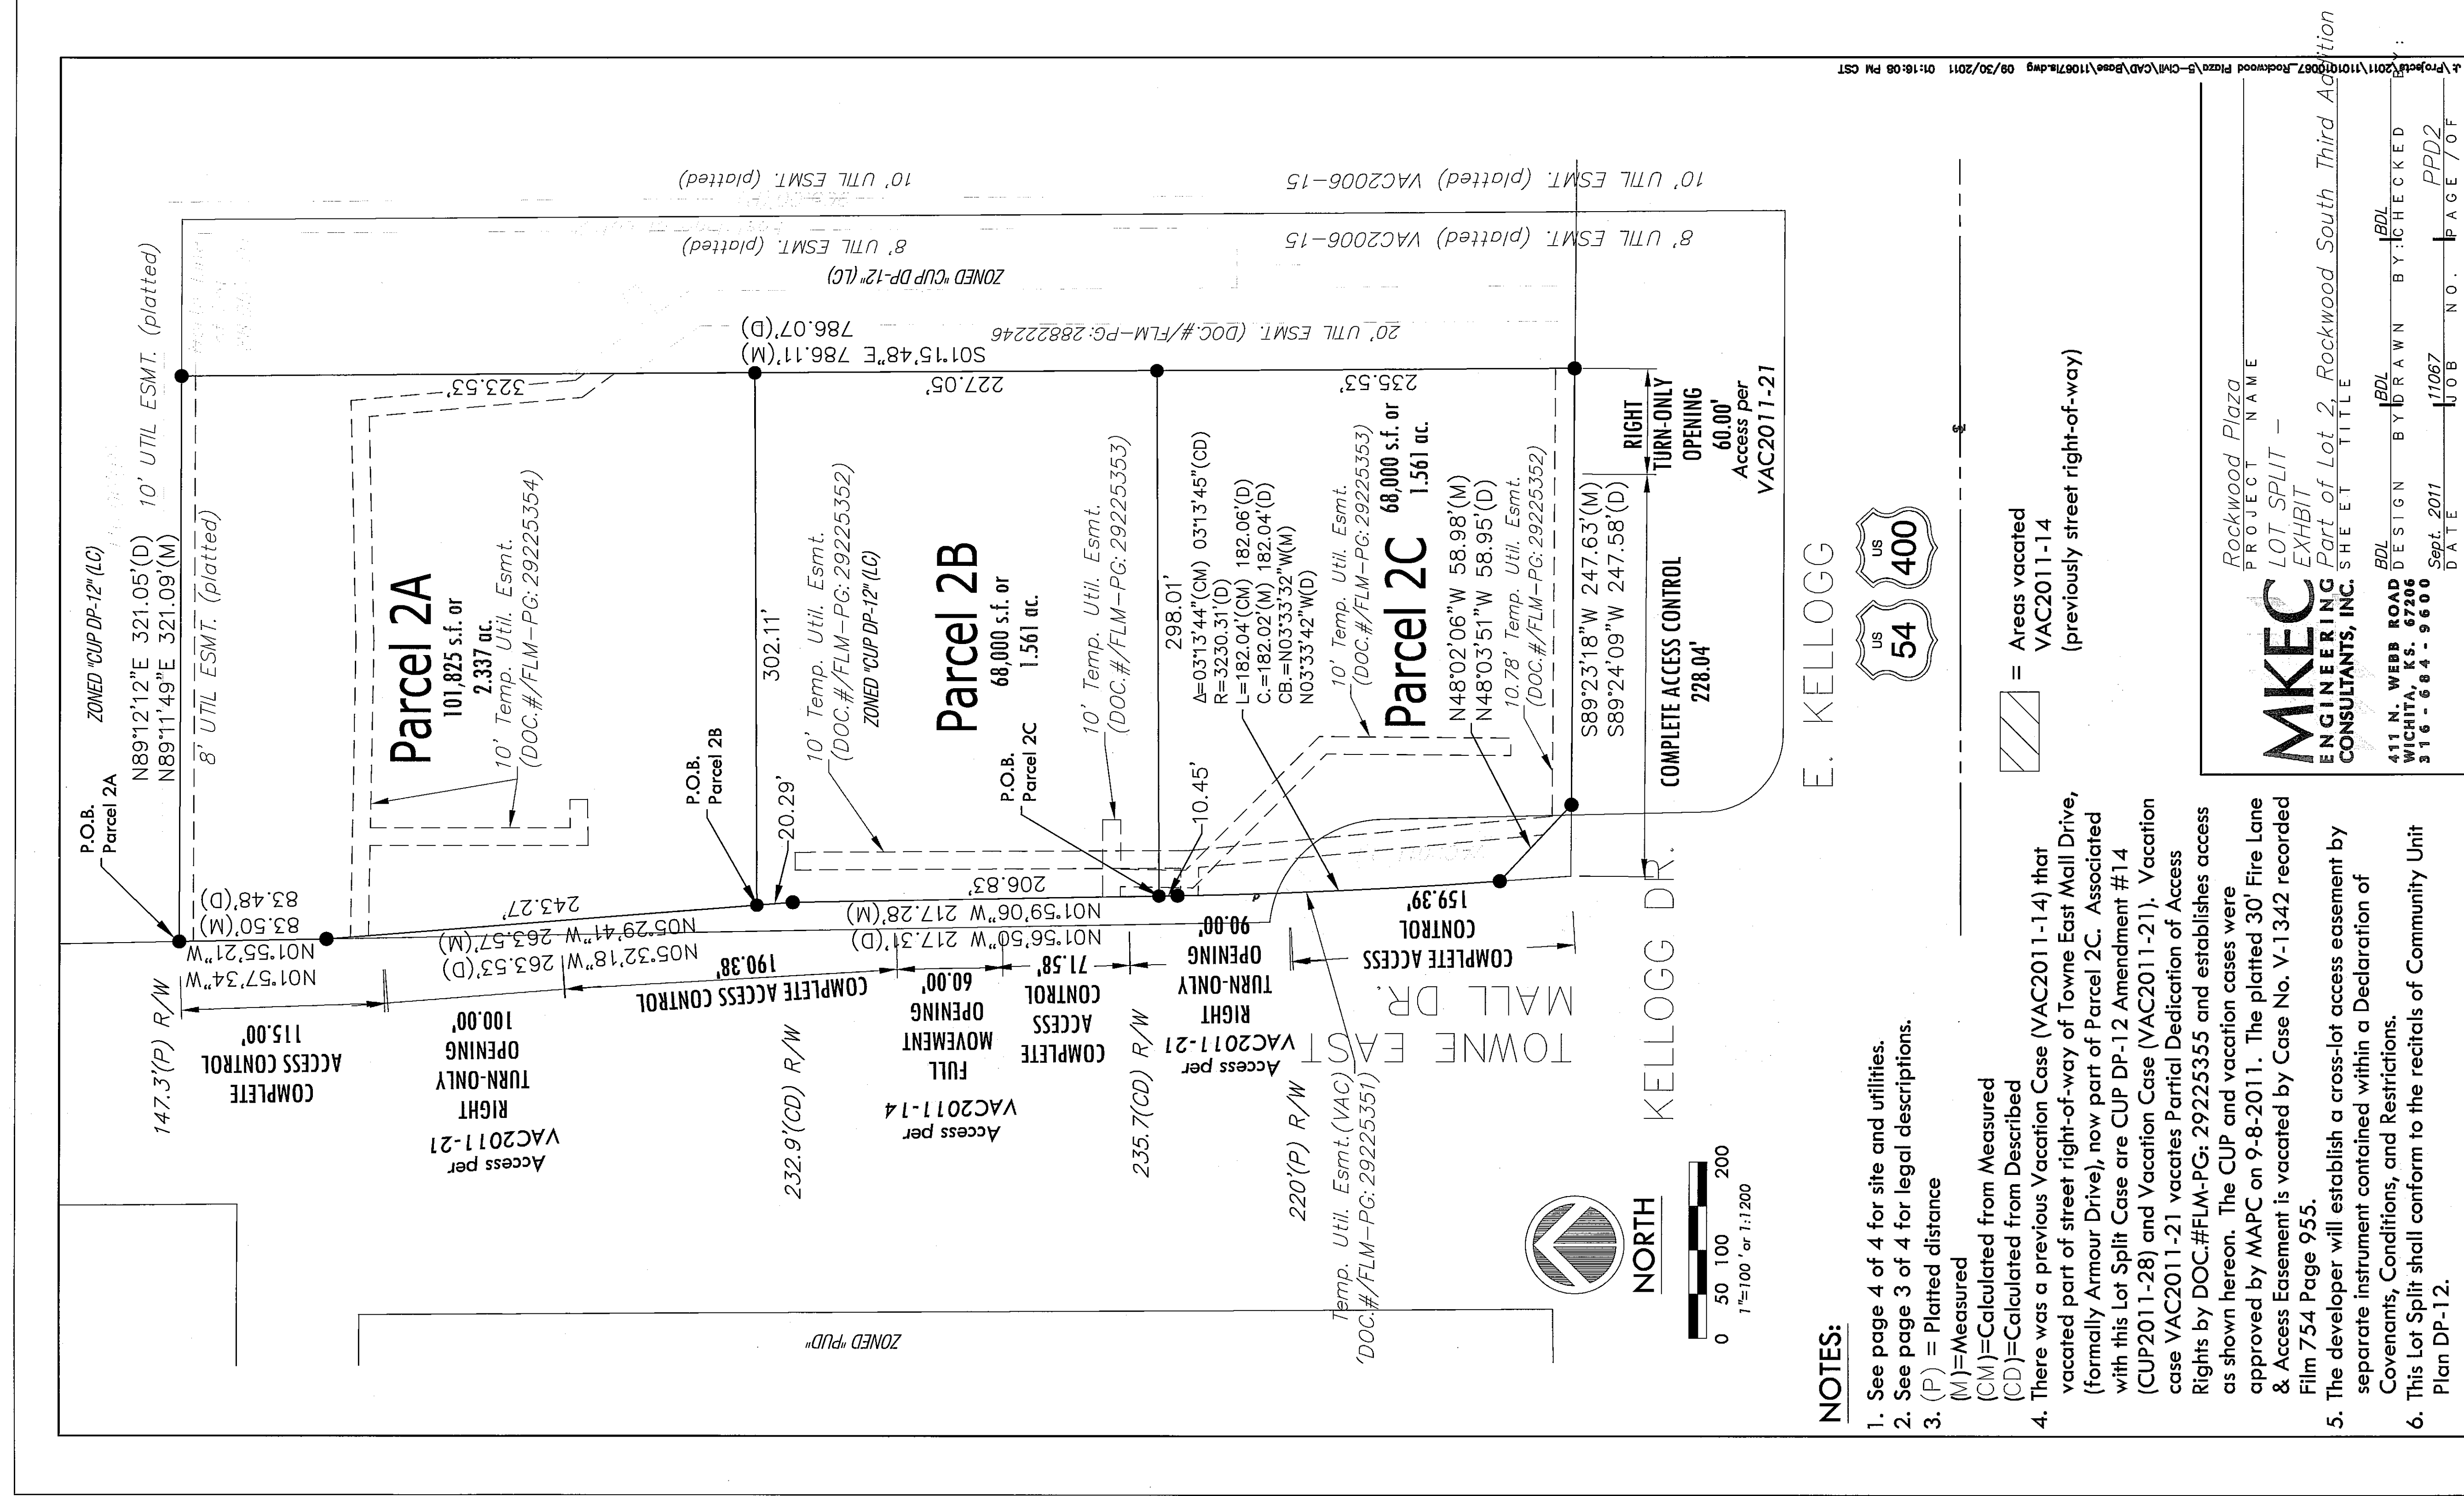 J:\Projects\2011\1101010067_Rockwood Plaza\5-Civil\CAD\Base\11067ls.dwg 09/30/2011 01:16:08 PM CST
ZONED "CUP DP-12" (LC)
10' UTIL ESMT. (platted)
N89°12'12"E 321.05'(D)
N89°11'49"E 321.09'(M)
8' UTIL ESMT. (platted)
P.O.B.
Parcel 2A
Parcel 2A
101,825 s.f. or
2.337 ac.
10' Temp. Util. Esmt.
(DOC.#/FLM-PG: 29225354)
323.53'
10' UTIL ESMT. (platted)
8' UTIL ESMT. (platted)
ZONED "CUP DP-12" (LC)
786.07'(D)
S01°15'48"E 786.11'(M)
20' UTIL ESMT. (DOC.#/FLM-PG: 28822246
10' UTIL ESMT. (platted) VAC2006-15
8' UTIL ESMT. (platted) VAC2006-15
P.O.B.
Parcel 2B
302.11'
20.29'
227.05'
10' Temp. Util. Esmt.
(DOC.#/FLM-PG: 29225352)
ZONED "CUP DP-12" (LC)
Parcel 2B
68,000 s.f. or
1.561 ac.
P.O.B.
Parcel 2C
10' Temp. Util. Esmt.
(DOC.#/FLM-PG: 29225353)
298.01'
10.45'
235.53'
Δ=03°13'44"(CM) 03°13'45"(CD)
R=3230.31'(D)
L=182.04'(CM) 182.06'(D)
C.=182.02'(M) 182.04'(D)
CB.=N03°33'32"W(M)
N03°33'42"W(D)
10' Temp. Util. Esmt.
(DOC.#/FLM-PG: 29225353)
Parcel 2C
68,000 s.f. or
1.561 ac.
N48°02'06"W 58.98'(M)
N48°03'51"W 58.95'(D)
10.78' Temp. Util. Esmt.
(DOC.#/FLM-PG: 29225352)
S89°23'18"W 247.63'(M)
S89°24'09"W 247.58'(D)
COMPLETE ACCESS CONTROL
228.04'
RIGHT
TURN-ONLY
OPENING
60.00'
Access per
VAC2011-21
N01°57'34"W
N01°55'21"W
83.50'(M)
83.48'(D)
243.27'
N05°29'41"W 263.57'(M)
N05°32'18"W 263.53'(D)
206.83'
N01°59'06"W 217.28'(M)
N01°56'50"W 217.31'(D)
147.3'(P) R/W
COMPLETE
ACCESS CONTROL
115.00'
Access per
VAC2011-21
RIGHT
TURN-ONLY
OPENING
100.00'
COMPLETE ACCESS CONTROL
190.38'
232.9'(CD) R/W
Access per
VAC2011-14
FULL
MOVEMENT
OPENING
60.00'
COMPLETE
ACCESS
CONTROL
71.58'
235.7(CD) R/W
Access per
VAC2011-21
RIGHT
TURN-ONLY
OPENING
90.00'
220'(P) R/W
COMPLETE ACCESS
CONTROL
159.39'
Temp. Util. Esmt.(VAC)
'DOC.#/FLM-PG: 29225351)
TOWNE EAST
MALL DR.
KELLOGG DR.
E. KELLOGG
US
54
US
400
ZONED "PUD"
NORTH
0 50 100 200
1"=100 ' or 1:1200
= Areas vacated
VAC2011-14
(previously street right-of-way)
NOTES:
1. See page 4 of 4 for site and utilities.
2. See page 3 of 4 for legal descriptions.
3. (P) = Platted distance
(M)=Measured
(CM)=Calculated from Measured
(CD)=Calculated from Described
4. There was a previous Vacation Case (VAC2011-14) that
vacated part of street right-of-way of Towne East Mall Drive,
(formally Armour Drive), now part of Parcel 2C. Associated
with this Lot Split Case are CUP DP-12 Amendment #14
(CUP2011-28) and Vacation Case (VAC2011-21). Vacation
case VAC2011-21 vacates Partial Dedication of Access
Rights by DOC.#FLM-PG: 29225355 and establishes access
as shown hereon. The CUP and vacation cases were
approved by MAPC on 9-8-2011. The platted 30' Fire Lane
& Access Easement is vacated by Case No. V-1342 recorded
Film 754 Page 955.
5. The developer will establish a cross-lot access easement by
separate instrument contained within a Declaration of
Covenants, Conditions, and Restrictions.
6. This Lot Split shall conform to the recitals of Community Unit
Plan DP-12.
MKEC
ENGINEERING
CONSULTANTS, INC.
411 N. WEBB ROAD
WICHITA, KS. 67206
316-684-9600
Rockwood Plaza
PROJECT NAME
LOT SPLIT -
EXHBIT
Part of Lot 2, Rockwood South Third Addition
SHEET TITLE
BDL BDL BDL
DESIGN BY DRAWN BY: CHECKED BY:
Sept. 2011 11067 PPD2
DATE JOB NO. PAGE / OF